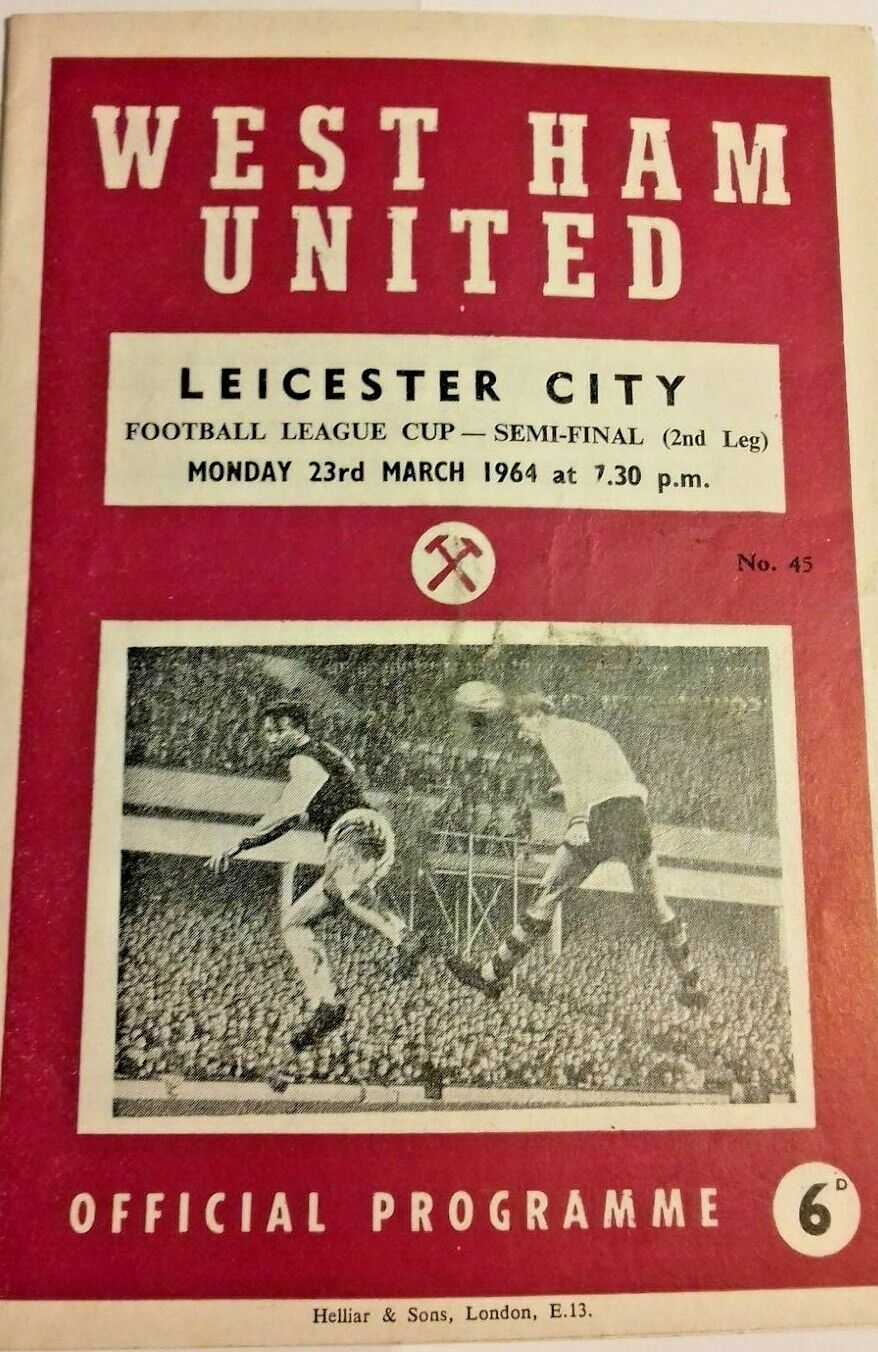 WEST HAM
UNITED
LEICESTER CITY
FOOTBALL LEAGUE CUP — SEMI-FINAL (2nd Leg)
MONDAY 23rd MARCH 1964 at 7.30 p.m.
No. 45
OFFICIAL PROGRAMME 6D
Helliar & Sons, London, E.13.